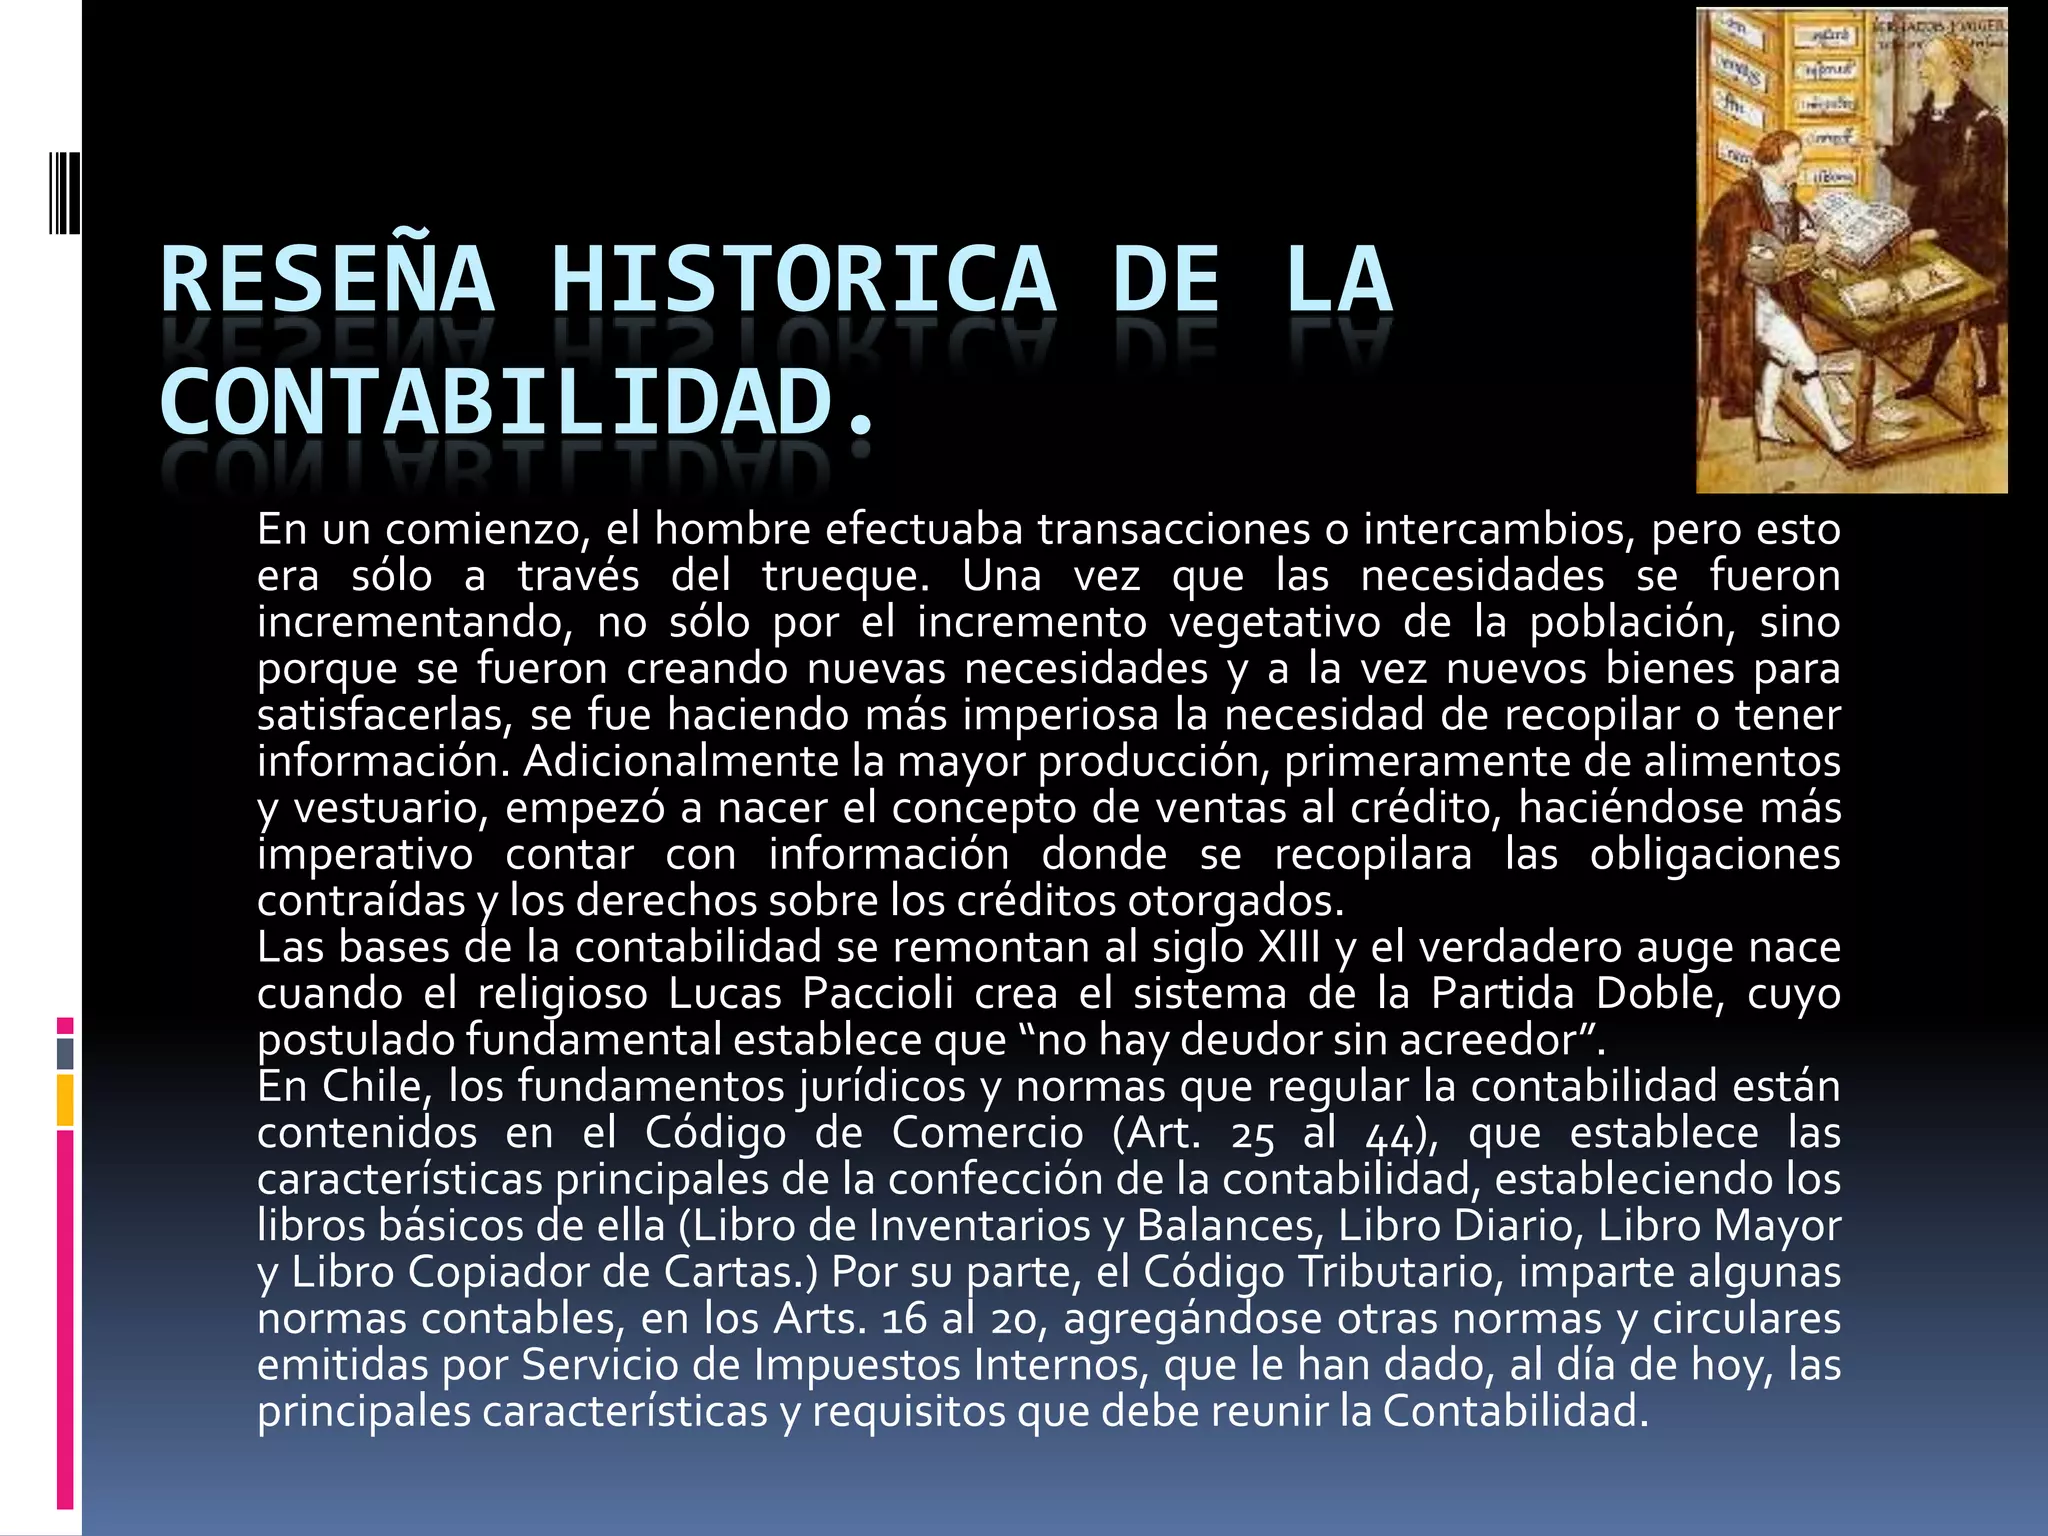 RESEÑA HISTORICA DE LA
CONTABILIDAD.
En un comienzo, el hombre efectuaba transacciones o intercambios, pero esto
era sólo a través del trueque. Una vez que las necesidades se fueron
incrementando, no sólo por el incremento vegetativo de la población, sino
porque se fueron creando nuevas necesidades y a la vez nuevos bienes para
satisfacerlas, se fue haciendo más imperiosa la necesidad de recopilar o tener
información. Adicionalmente la mayor producción, primeramente de alimentos
y vestuario, empezó a nacer el concepto de ventas al crédito, haciéndose más
imperativo contar con información donde se recopilara las obligaciones
contraídas y los derechos sobre los créditos otorgados.
Las bases de la contabilidad se remontan al siglo XIII y el verdadero auge nace
cuando el religioso Lucas Paccioli crea el sistema de la Partida Doble, cuyo
postulado fundamental establece que “no hay deudor sin acreedor”.
En Chile, los fundamentos jurídicos y normas que regular la contabilidad están
contenidos en el Código de Comercio (Art. 25 al 44), que establece las
características principales de la confección de la contabilidad, estableciendo los
libros básicos de ella (Libro de Inventarios y Balances, Libro Diario, Libro Mayor
y Libro Copiador de Cartas.) Por su parte, el Código Tributario, imparte algunas
normas contables, en los Arts. 16 al 20, agregándose otras normas y circulares
emitidas por Servicio de Impuestos Internos, que le han dado, al día de hoy, las
principales características y requisitos que debe reunir la Contabilidad.